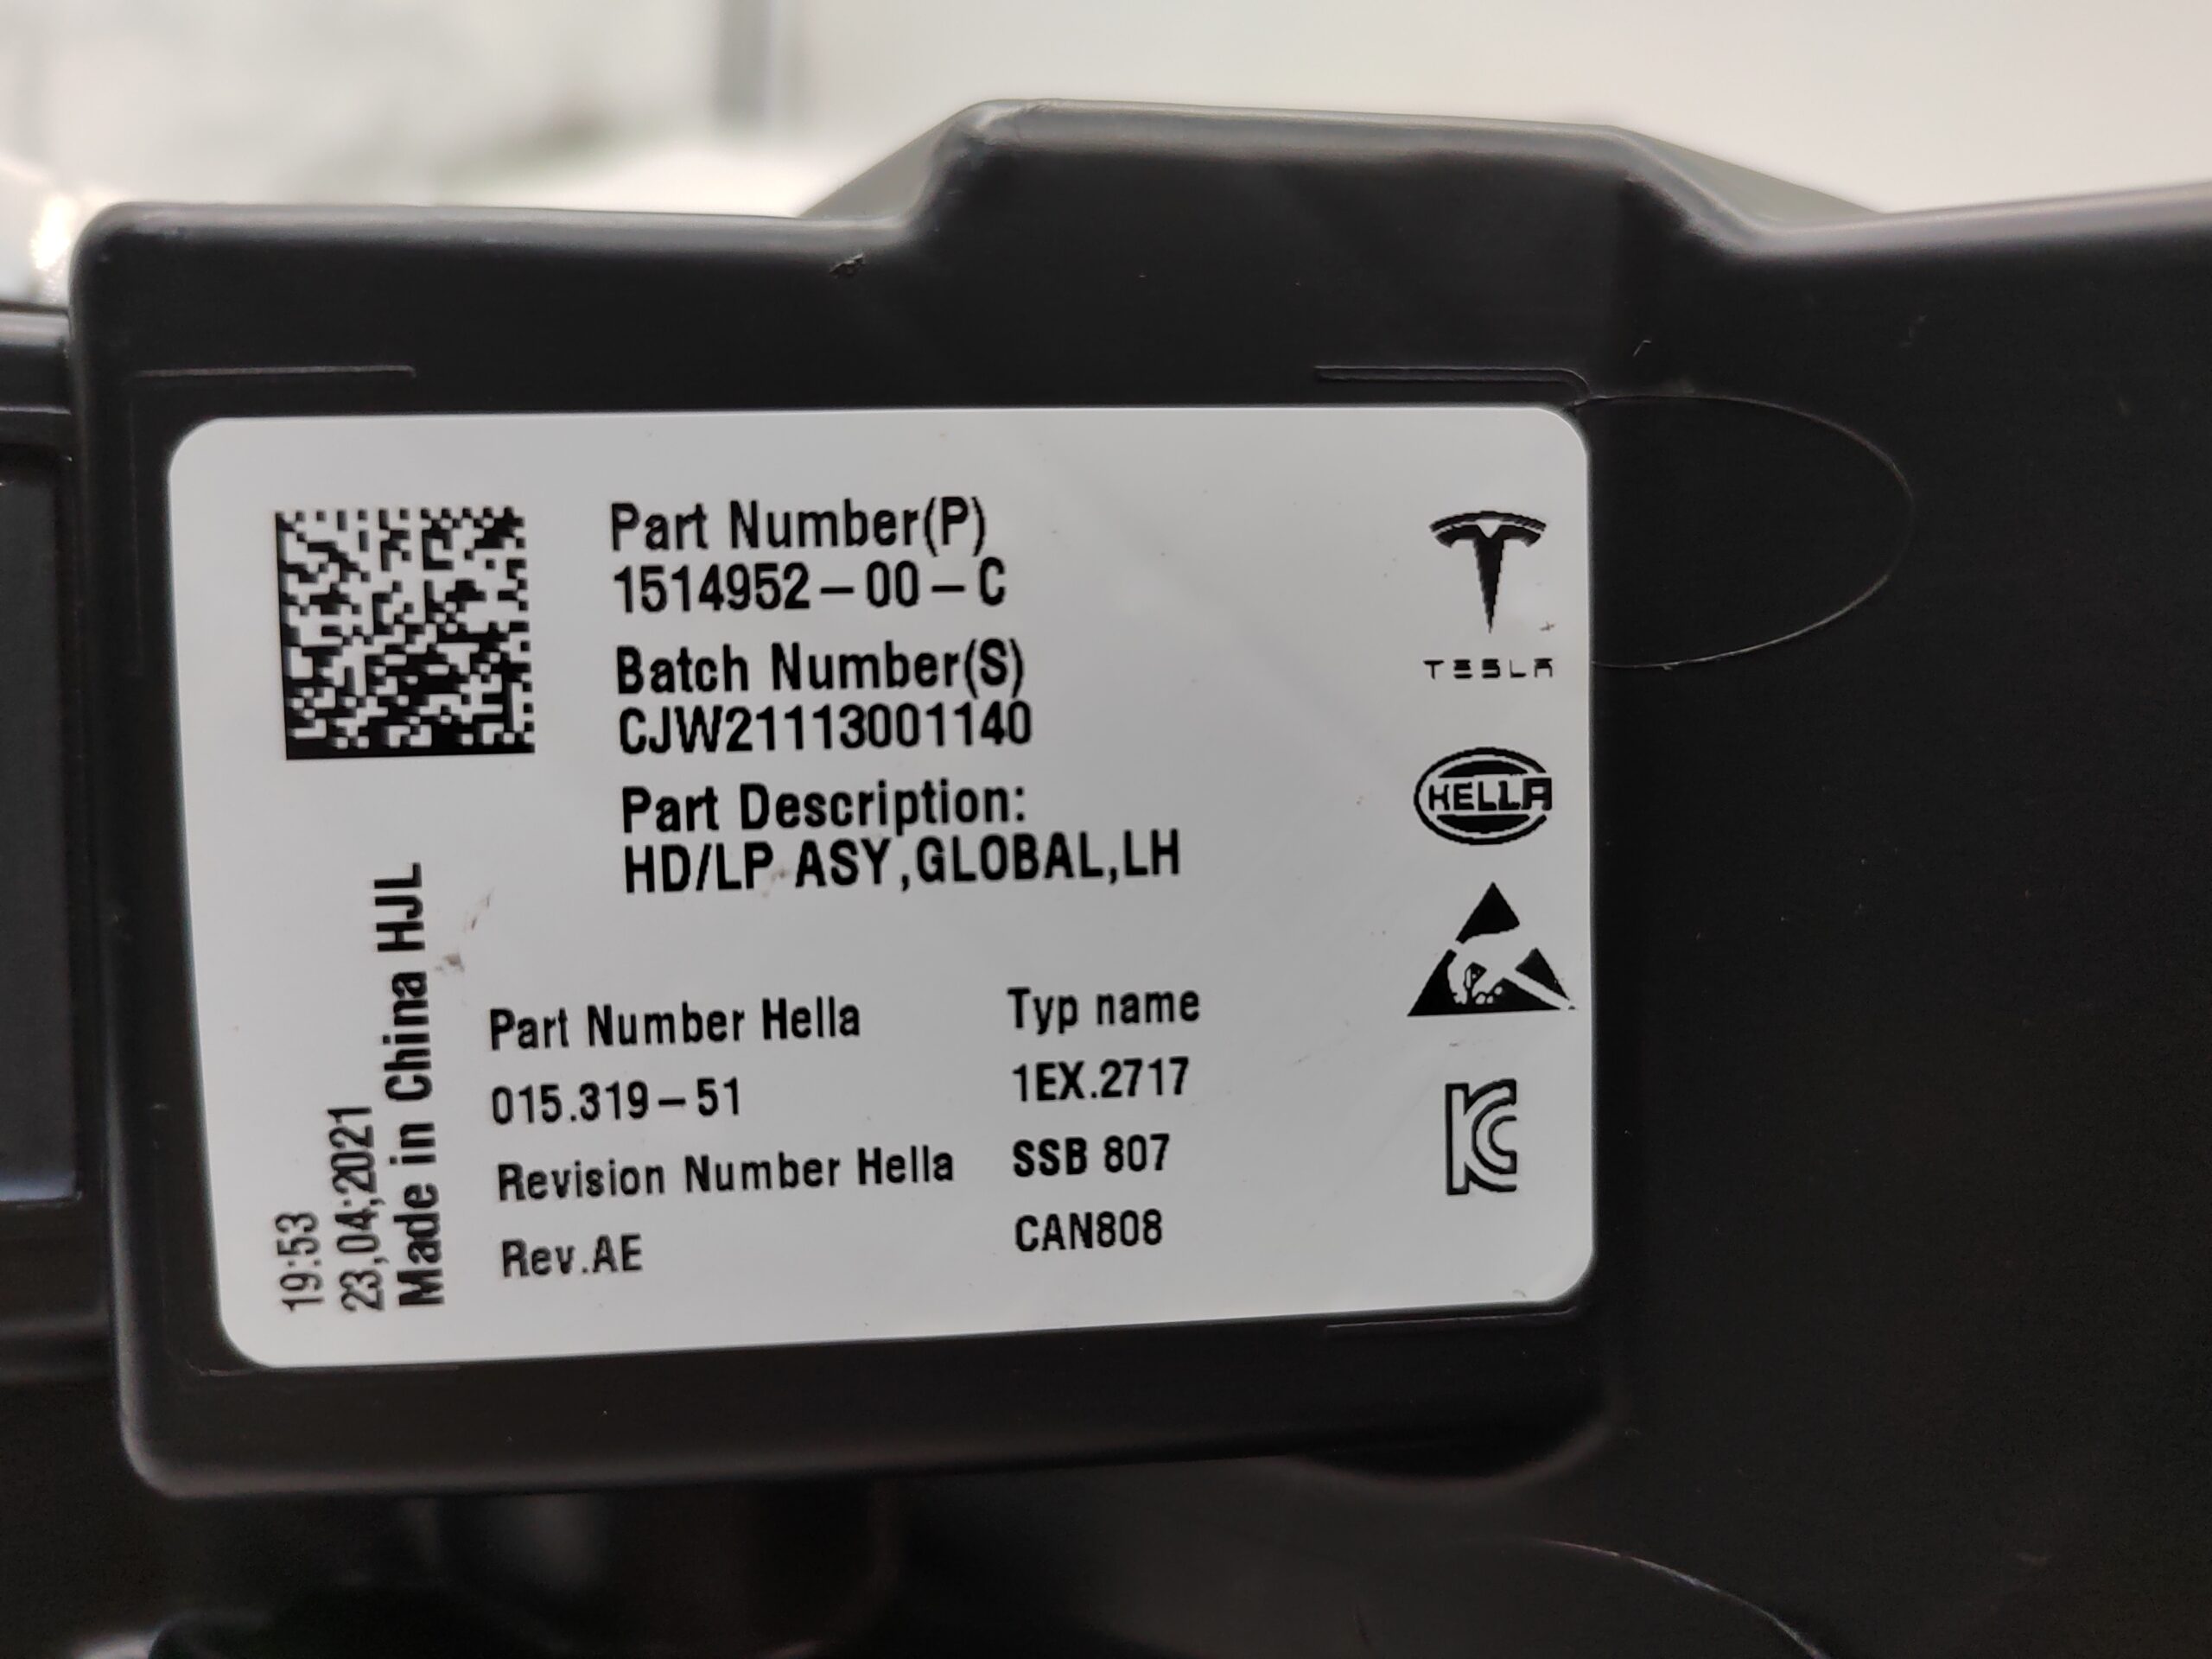 Part Number(P)
1514952-00-C
Batch Number(S)
CJW21113001140
Part Description:
HD/LP ASY,GLOBAL,LH
Part Number Hella
015.319-51
Revision Number Hella
Rev.AE
Typ name
1EX.2717
SSB 807
CAN808
19:53
23,04;2021
Made in China HJL
TESLA
HELLA
KC